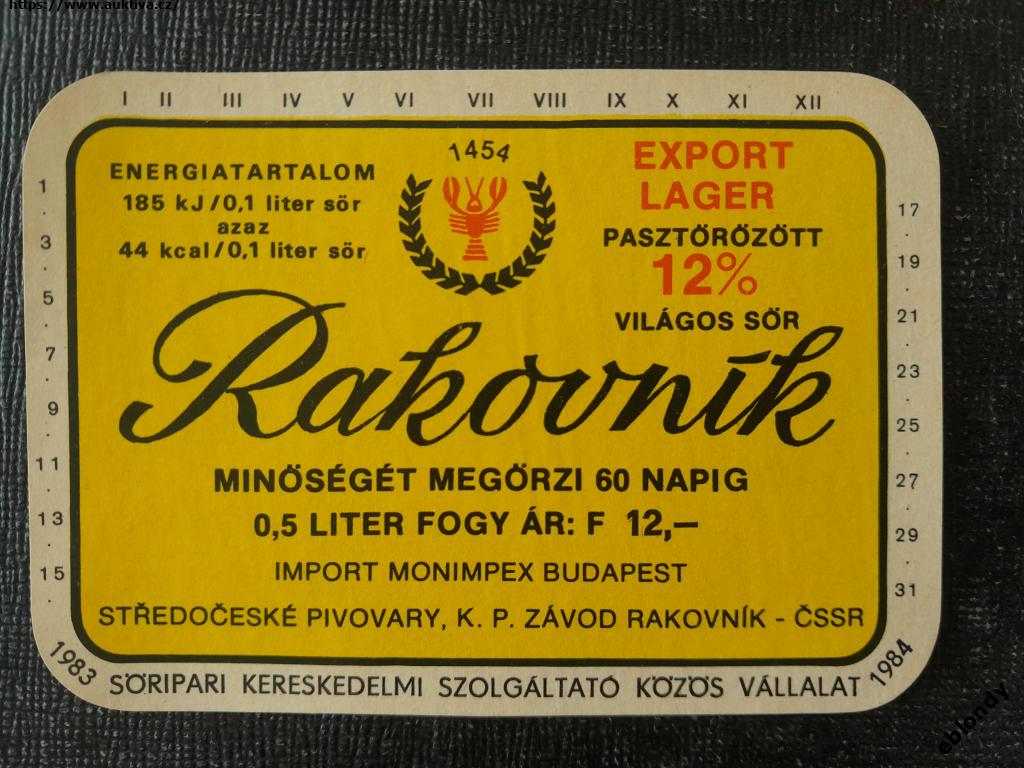 https://www.auktiva.cz/
I II III IV V VI VII VIII IX X XI XII
1454
ENERGIATARTALOM
185 kJ/0,1 liter sör
azaz
44 kcal/0,1 liter sör
EXPORT
LAGER
PASZTŐRÖZÖTT
12%
VILÁGOS SÖR
Rakovník
MINŐSÉGÉT MEGŐRZI 60 NAPIG
0,5 LITER FOGY ÁR: F 12,—
IMPORT MONIMPEX BUDAPEST
STŘEDOČESKÉ PIVOVARY, K. P. ZÁVOD RAKOVNÍK - ČSSR
1
3
5
7
9
11
13
15
17
19
21
23
25
27
29
31
1983
SÖRIPARI KERESKEDELMI SZOLGÁLTATÓ KÖZÖS VÁLLALAT
1984
eblondy